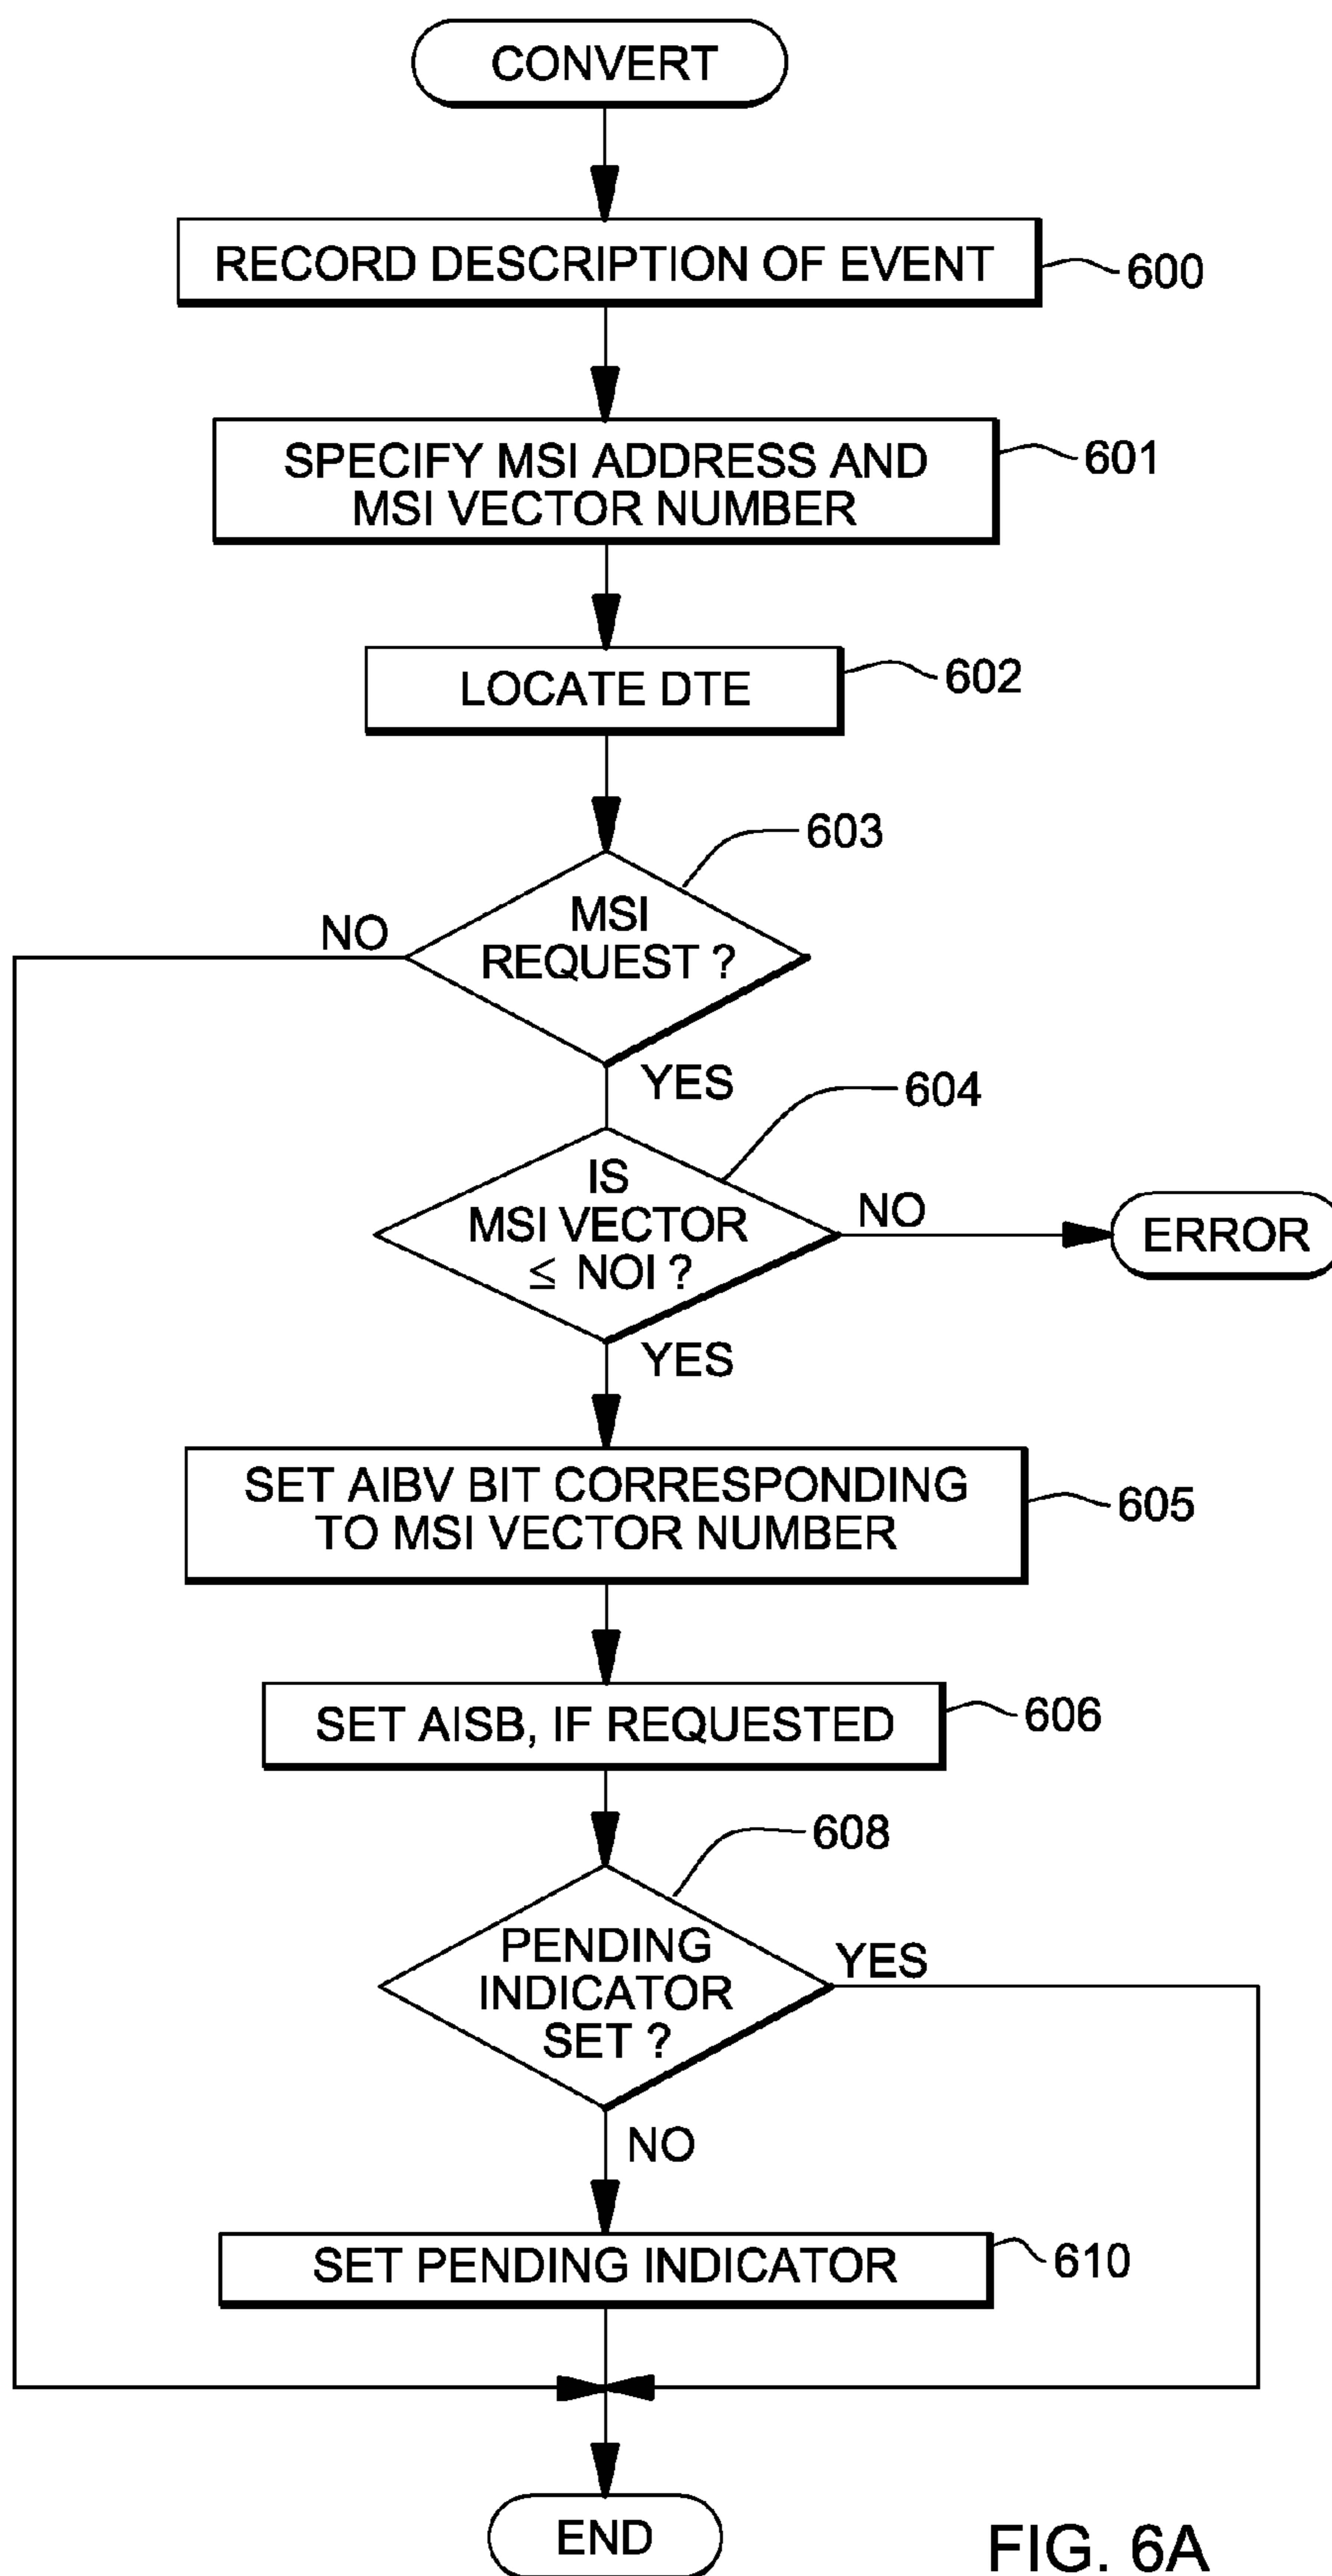 CONVERT
RECORD DESCRIPTION OF EVENT
600
SPECIFY MSI ADDRESS AND
MSI VECTOR NUMBER
601
LOCATE DTE
602
603
MSI
REQUEST ?
NO
YES
604
IS
MSI VECTOR
≤ NOI ?
NO
ERROR
YES
SET AIBV BIT CORRESPONDING
TO MSI VECTOR NUMBER
605
SET AISB, IF REQUESTED
606
608
PENDING
INDICATOR
SET ?
YES
NO
SET PENDING INDICATOR
610
END
FIG. 6A